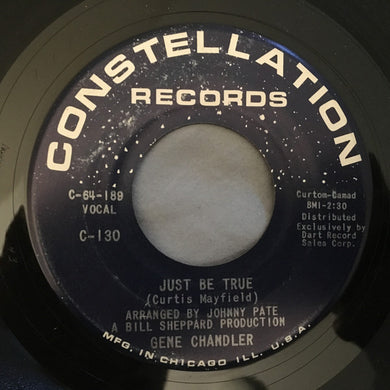 CONSTELLATION
RECORDS
C-64-189
VOCAL
C-130
Curtom-Camad
BMI-2:30
Distributed
Exclusively by
Dart Record
Sales Corp.
JUST BE TRUE
(Curtis Mayfield)
ARRANGED BY JOHNNY PATE
A BILL SHEPPARD PRODUCTION
GENE CHANDLER
MFG. IN CHICAGO ILL. U.S.A.